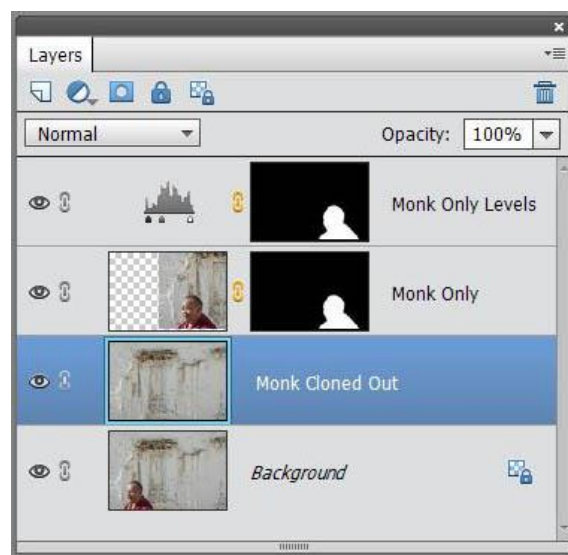 Layers
Normal Opacity: 100%
Monk Only Levels
Monk Only
Monk Cloned Out
Background